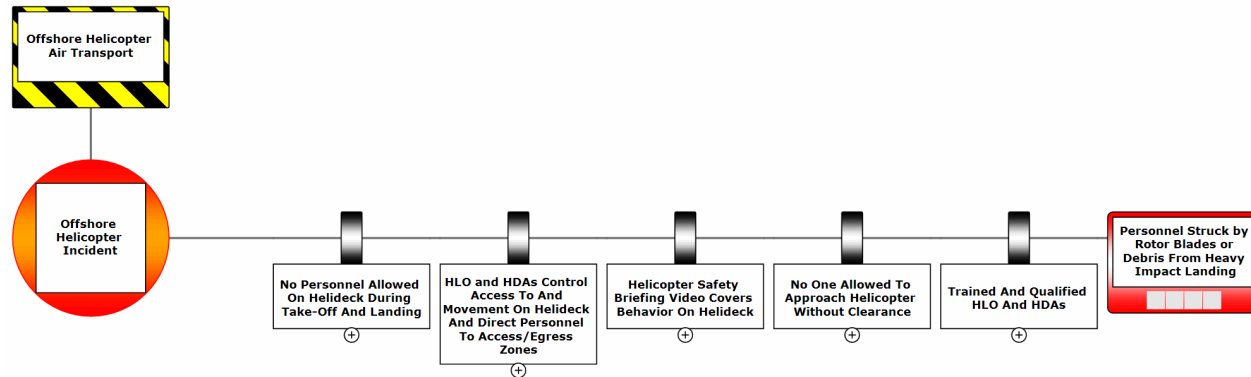 Offshore Helicopter
Air Transport
Offshore
Helicopter
Incident
No Personnel Allowed
On Helideck During
Take-Off And Landing
HLO and HDAs Control
Access To And
Movement On Helideck
And Direct Personnel
To Access/Egress
Zones
Helicopter Safety
Briefing Video Covers
Behavior On Helideck
No One Allowed To
Approach Helicopter
Without Clearance
Trained And Qualified
HLO And HDAs
Personnel Struck by
Rotor Blades or
Debris From Heavy
Impact Landing